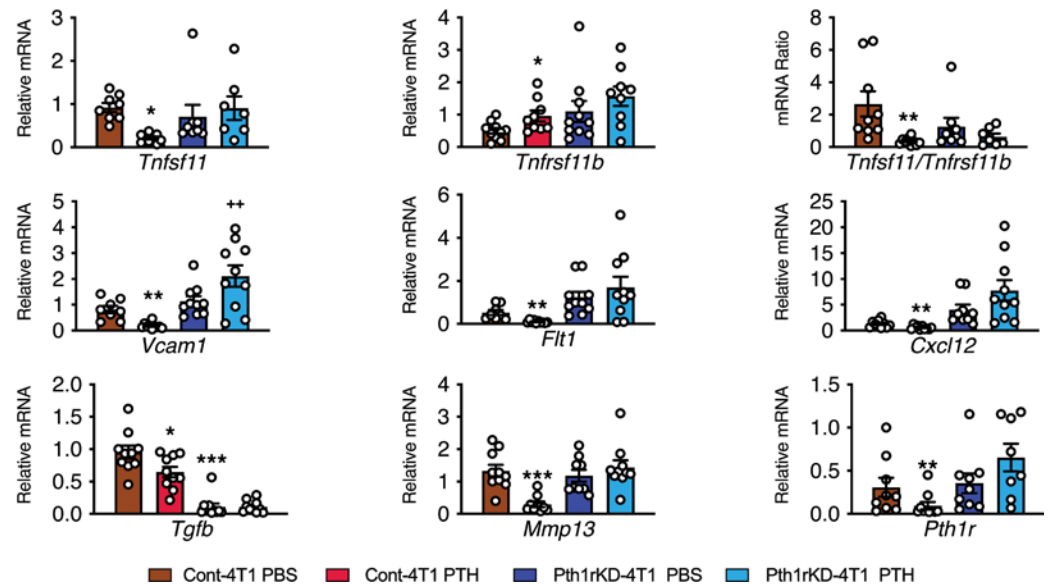 Relative mRNA
3
2
1
0
*
Tnfsf11
Relative mRNA
4
3
2
1
0
*
Tnfrsf11b
mRNA Ratio
8
6
4
2
0
**
Tnfsf11/Tnfrsf11b
Relative mRNA
5
4
3
2
1
0
**
++
Vcam1
Relative mRNA
6
4
2
0
**
Flt1
Relative mRNA
25
20
15
10
5
0
**
Cxcl12
Relative mRNA
2.0
1.5
1.0
0.5
0.0
*
***
Tgfb
Relative mRNA
4
3
2
1
0
***
Mmp13
Relative mRNA
1.5
1.0
0.5
0.0
**
Pth1r
Cont-4T1 PBS Cont-4T1 PTH Pth1rKD-4T1 PBS Pth1rKD-4T1 PTH